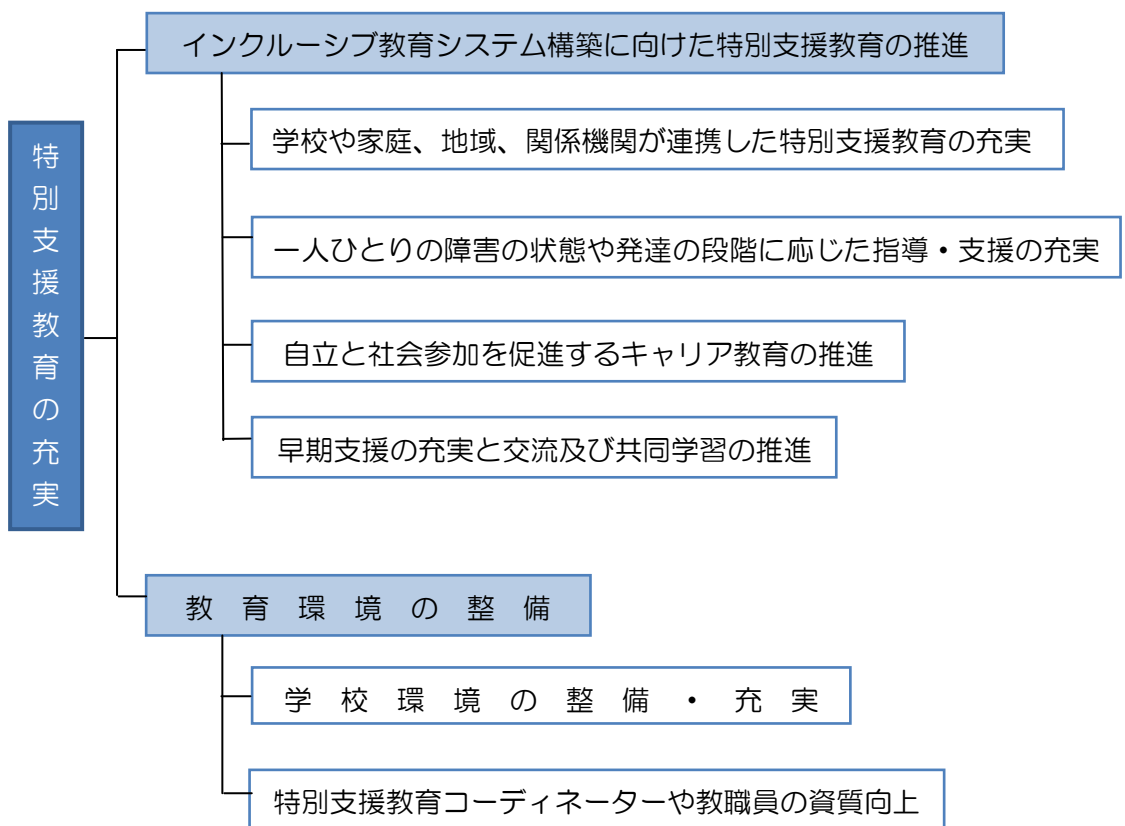 特別支援教育の充実
インクルーシブ教育システム構築に向けた特別支援教育の推進
学校や家庭、地域、関係機関が連携した特別支援教育の充実
一人ひとりの障害の状態や発達の段階に応じた指導・支援の充実
自立と社会参加を促進するキャリア教育の推進
早期支援の充実と交流及び共同学習の推進
教育環境の整備
学校環境の整備・充実
特別支援教育コーディネーターや教職員の資質向上